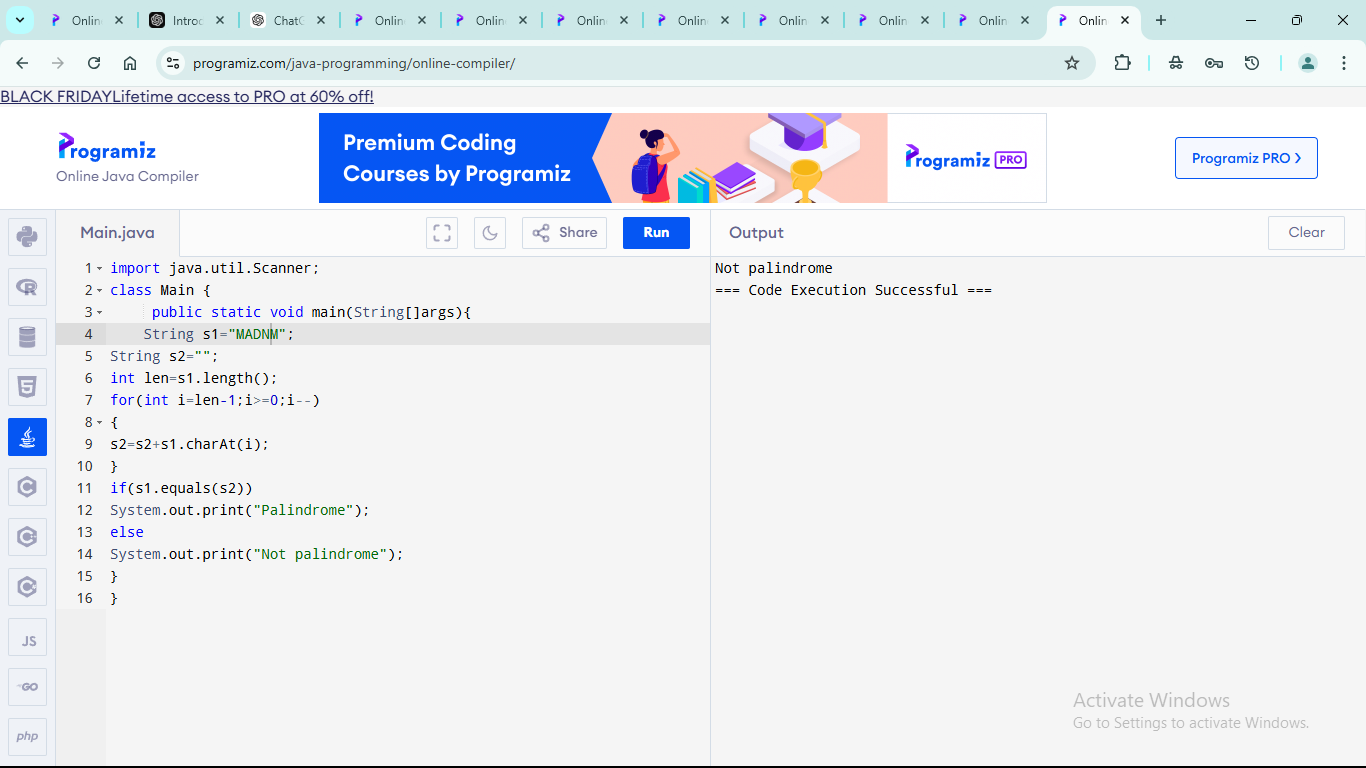 Onlin
Introd
ChatG
Onlin
Onlin
Onlin
Onlin
Onlin
Onlin
Onlin
Onlin
programiz.com/java-programming/online-compiler/
BLACK FRIDAYLifetime access to PRO at 60% off!
Programiz
Online Java Compiler
Premium Coding
Courses by Programiz
Programiz PRO
Programiz PRO >
Main.java
Share
Run
Output
Clear
1 import java.util.Scanner;
2 class Main {
3 public static void main(String[]args){
4 String s1="MADNM";
5 String s2="";
6 int len=s1.length();
7 for(int i=len-1;i>=0;i--)
8 {
9 s2=s2+s1.charAt(i);
10 }
11 if(s1.equals(s2))
12 System.out.print("Palindrome");
13 else
14 System.out.print("Not palindrome");
15 }
16 }
Not palindrome
=== Code Execution Successful ===
JS
GO
php
Activate Windows
Go to Settings to activate Windows.